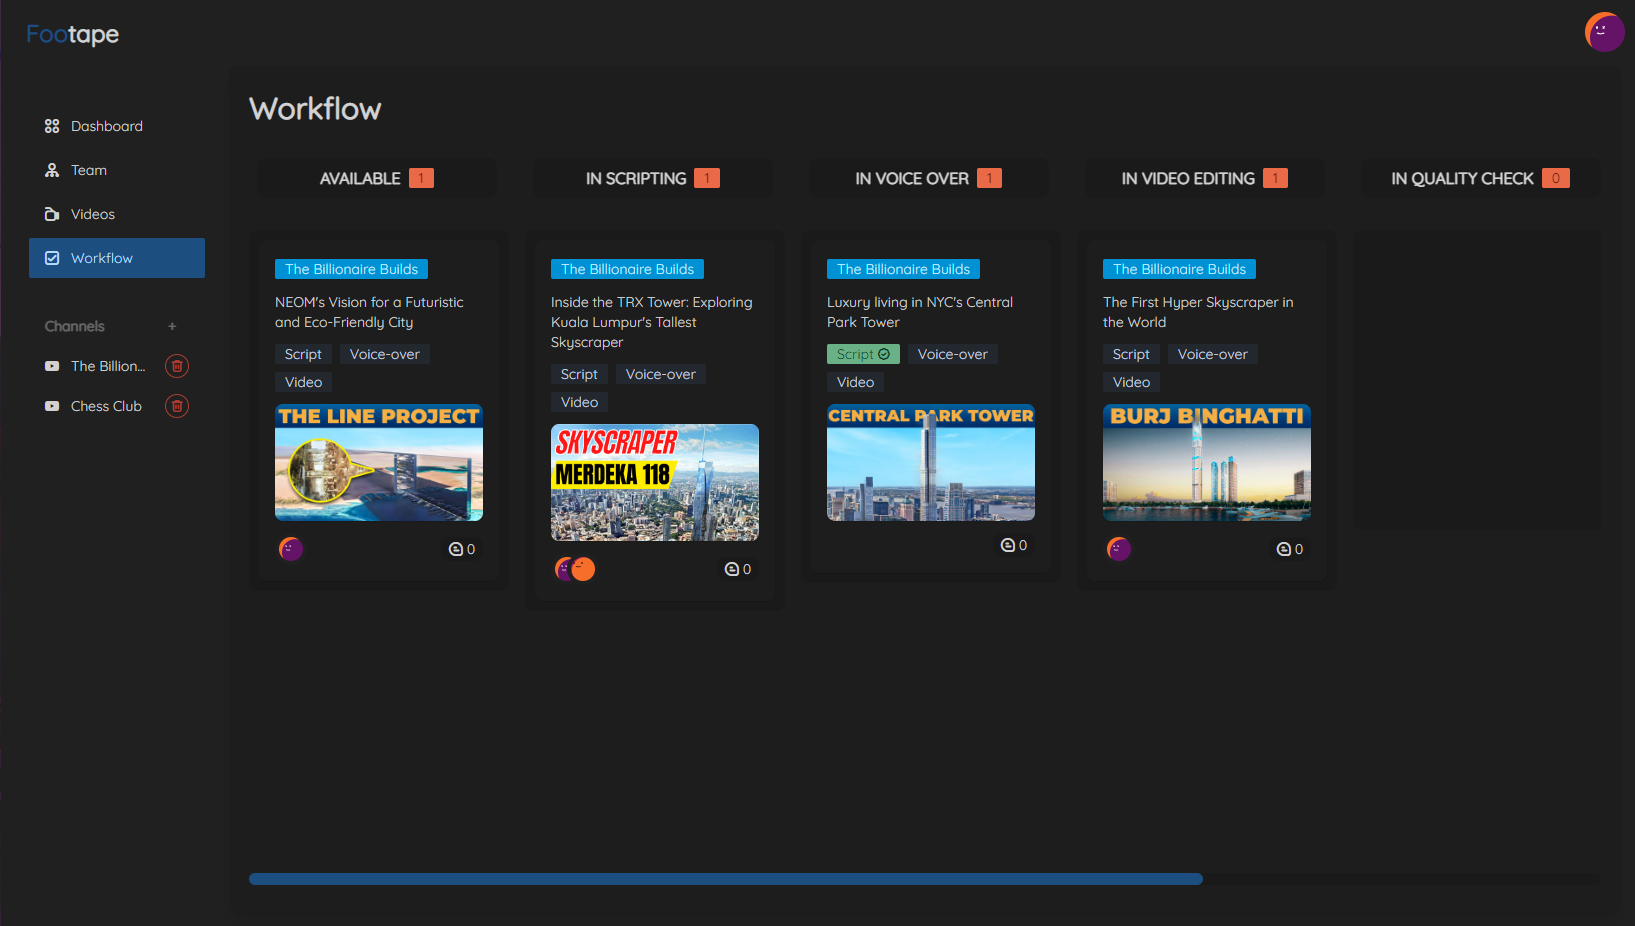 Footape
Dashboard
Team
Videos
Workflow
Channels +
The Billion...
Chess Club
Workflow
AVAILABLE 1
IN SCRIPTING 1
IN VOICE OVER 1
IN VIDEO EDITING 1
IN QUALITY CHECK 0
The Billionaire Builds
NEOM's Vision for a Futuristic
and Eco-Friendly City
Script Voice-over
Video
THE LINE PROJECT
0
The Billionaire Builds
Inside the TRX Tower: Exploring
Kuala Lumpur's Tallest
Skyscraper
Script Voice-over
Video
SKYSCRAPER
MERDEKA 118
0
The Billionaire Builds
Luxury living in NYC's Central
Park Tower
Script Voice-over
Video
CENTRAL PARK TOWER
0
The Billionaire Builds
The First Hyper Skyscraper in
the World
Script Voice-over
Video
BURJ BINGHATTI
0